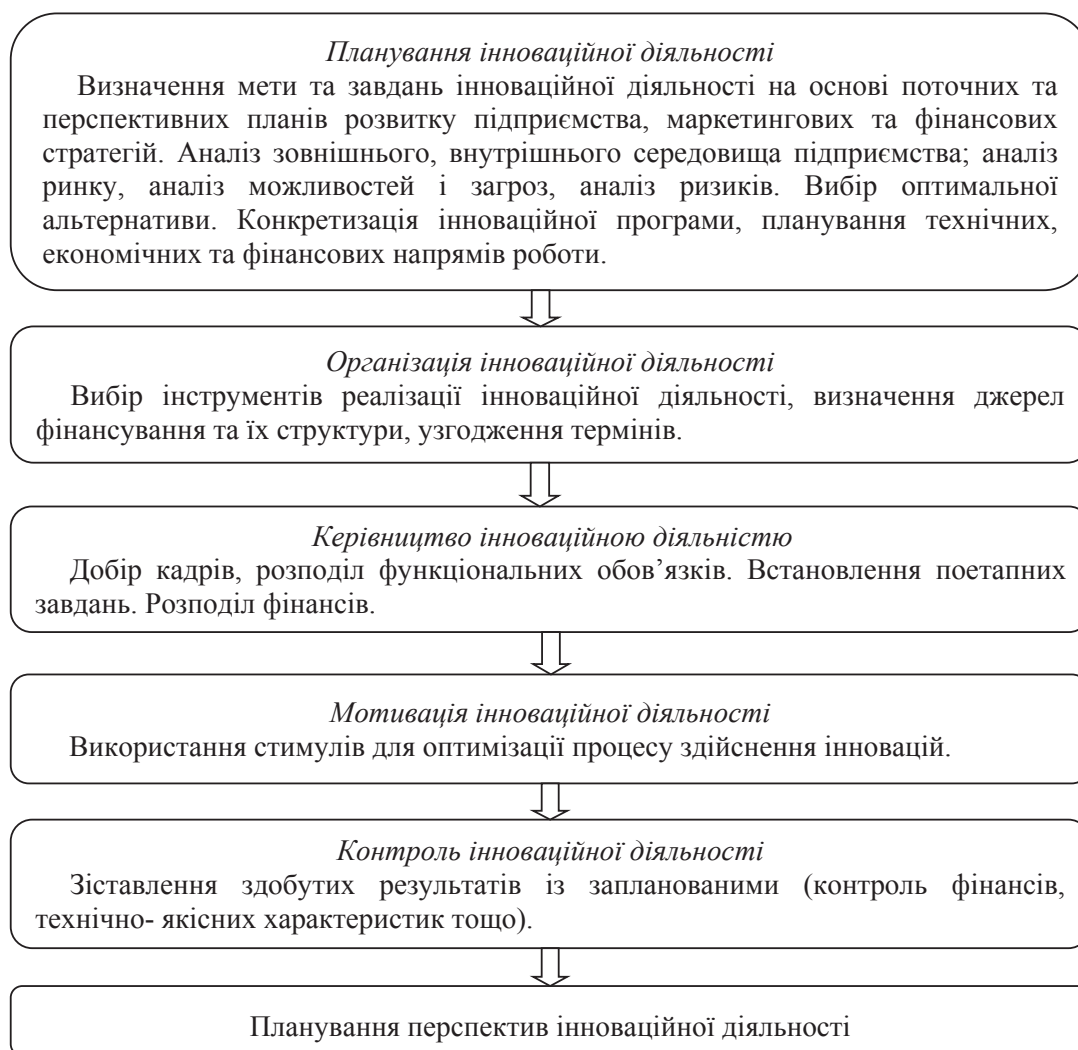 Планування інноваційної діяльності
Визначення мети та завдань інноваційної діяльності на основі поточних та
перспективних планів розвитку підприємства, маркетингових та фінансових
стратегій. Аналіз зовнішнього, внутрішнього середовища підприємства; аналіз
ринку, аналіз можливостей і загроз, аналіз ризиків. Вибір оптимальної
альтернативи. Конкретизація інноваційної програми, планування технічних,
економічних та фінансових напрямів роботи.
Організація інноваційної діяльності
Вибір інструментів реалізації інноваційної діяльності, визначення джерел
фінансування та їх структури, узгодження термінів.
Керівництво інноваційною діяльністю
Добір кадрів, розподіл функціональних обов’язків. Встановлення поетапних
завдань. Розподіл фінансів.
Мотивація інноваційної діяльності
Використання стимулів для оптимізації процесу здійснення інновацій.
Контроль інноваційної діяльності
Зіставлення здобутих результатів із запланованими (контроль фінансів,
технічно- якісних характеристик тощо).
Планування перспектив інноваційної діяльності